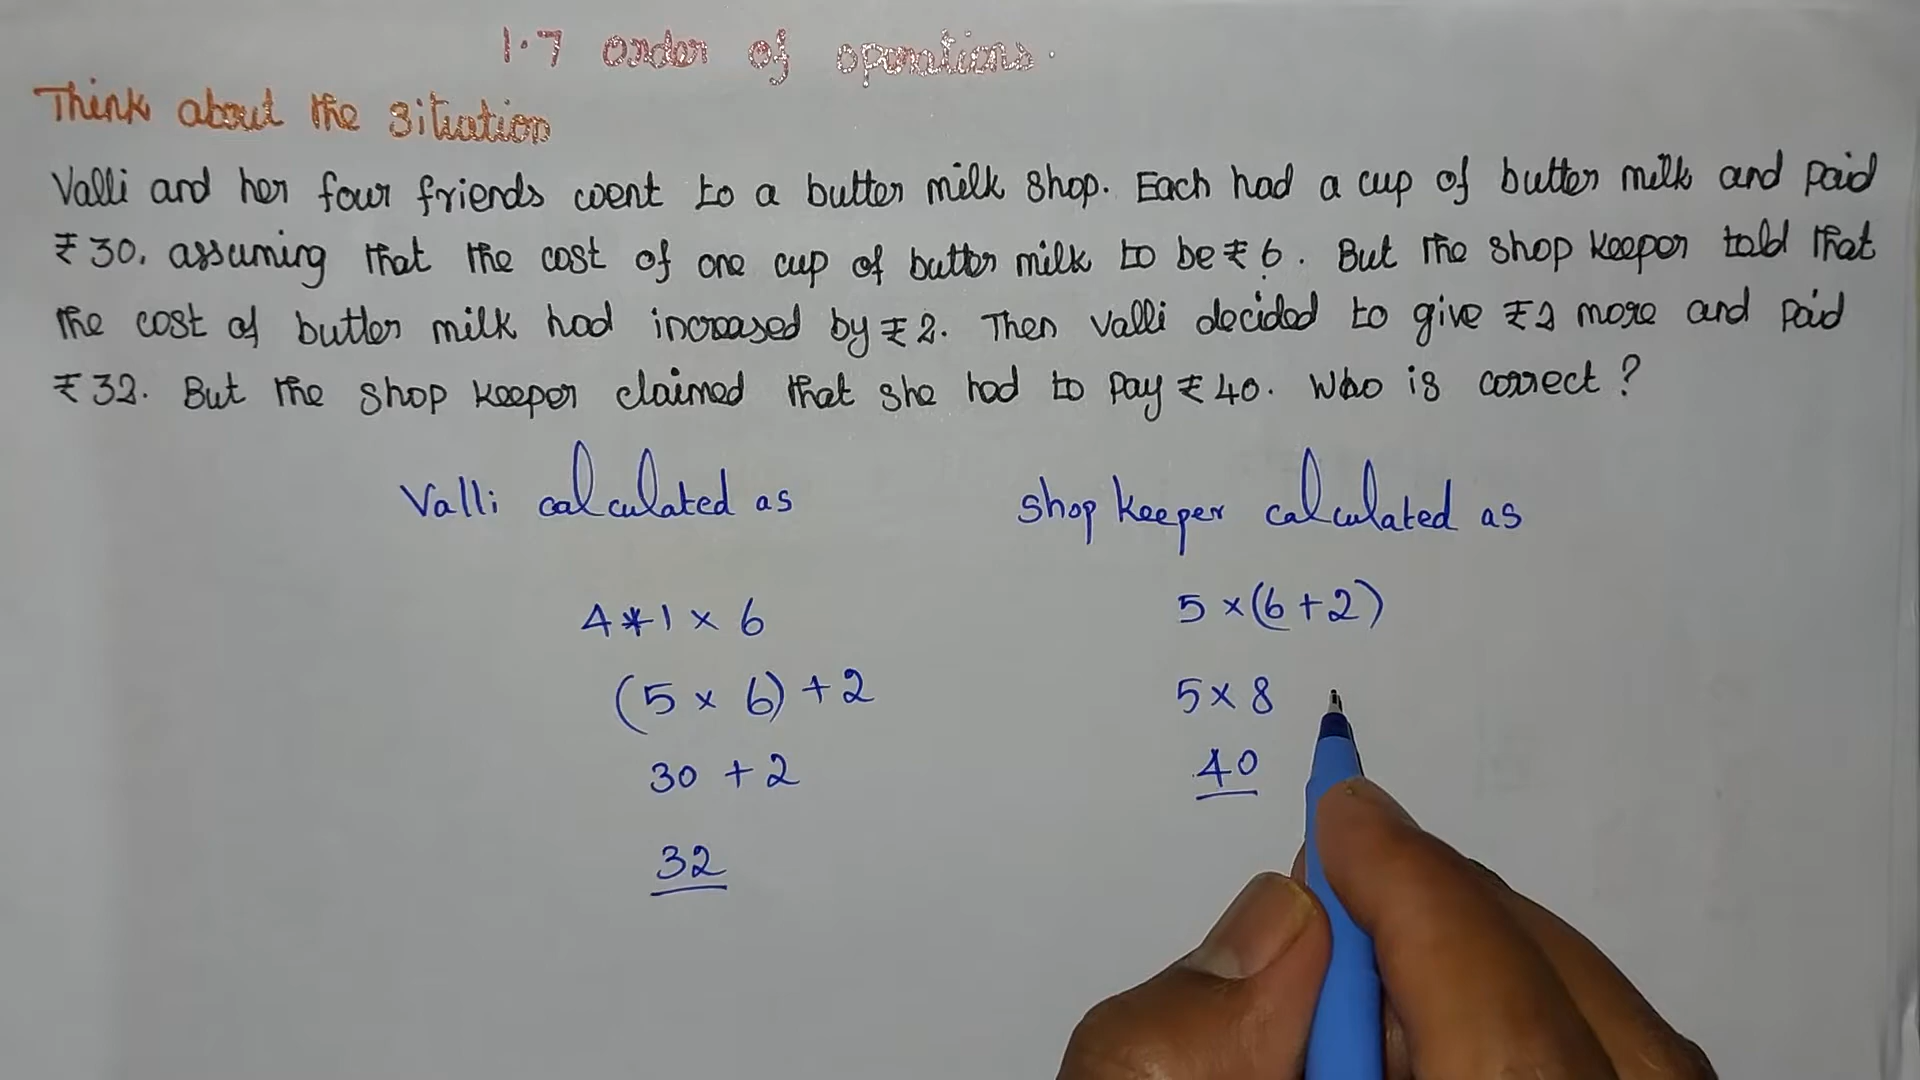 1.7 Order of operations.
Think about the situation
Valli and her four friends went to a butter milk shop. Each had a cup of butter milk and paid
₹30, assuming that the cost of one cup of butter milk to be ₹6. But the shop keeper told that
the cost of butter milk had increased by ₹2. Then Valli decided to give ₹2 more and paid
₹32. But the shop keeper claimed that she had to pay ₹40. Who is correct?
Valli calculated as
4+1 × 6
(5 × 6) + 2
30 + 2
32
Shop keeper calculated as
5 × (6 + 2)
5 × 8
40